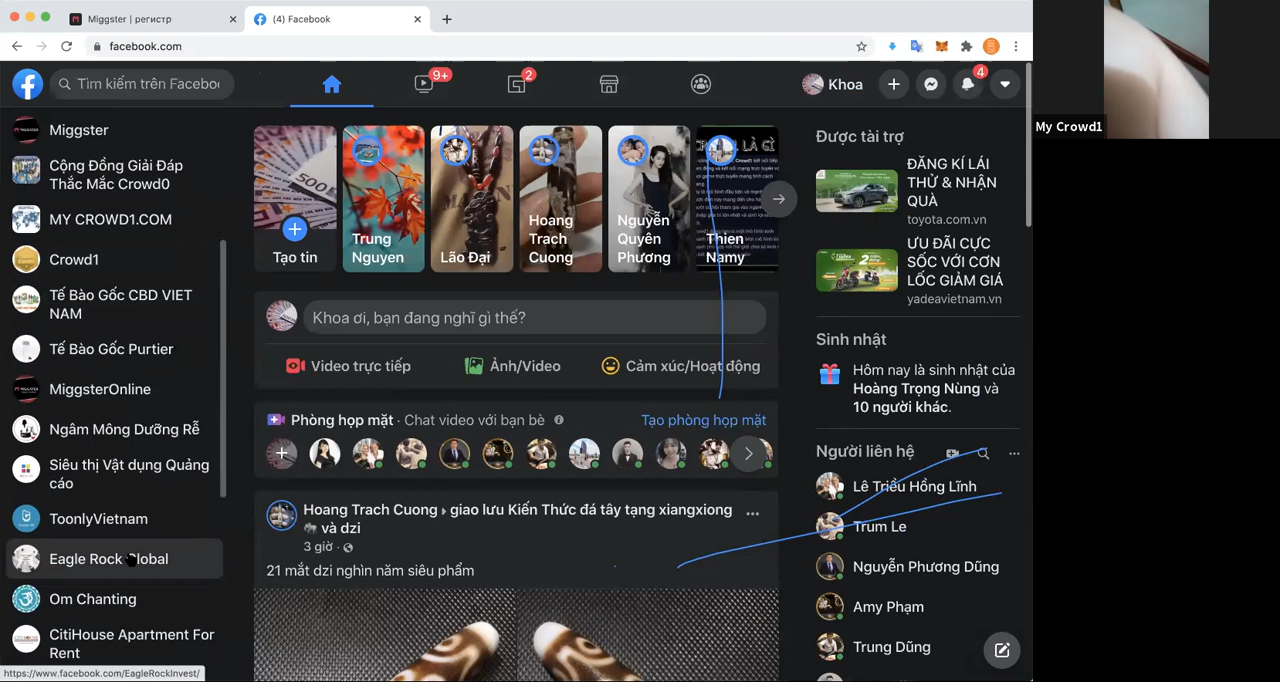 Miggster | регистр
(4) Facebook
facebook.com
Tìm kiếm trên Facebo
9+
2
Khoa
4
Miggster
Cộng Đồng Giải Đáp
Thắc Mắc Crowd0
MY CROWD1.COM
Crowd1
Tế Bào Gốc CBD VIET
NAM
Tế Bào Gốc Purtier
MiggsterOnline
Ngâm Mông Dưỡng Rễ
Siêu thị Vật dụng Quảng
cáo
ToonlyVietnam
Eagle Rock Global
Om Chanting
CitiHouse Apartment For
Rent
https://www.facebook.com/EagleRockInvest/
500
Tạo tin
Trung
Nguyen
Lão Đại
Hoang
Trach
Cuong
Nguyễn
Quyên
Phương
LÀ GÌ
Thien
Namy
Khoa ơi, bạn đang nghĩ gì thế?
Video trực tiếp
Ảnh/Video
Cảm xúc/Hoạt động
Phòng họp mặt · Chat video với bạn bè
Tạo phòng họp mặt
Hoang Trach Cuong ▸ giao lưu Kiến Thức đá tây tạng xiangxiong
và dzi
3 giờ ·
21 mắt dzi nghìn năm siêu phẩm
Được tài trợ
ĐĂNG KÍ LÁI
THỬ & NHẬN
QUÀ
toyota.com.vn
ƯU ĐÃI CỰC
SỐC VỚI CƠN
LỐC GIẢM GIÁ
yadeavietnam.vn
Sinh nhật
Hôm nay là sinh nhật của
Hoàng Trọng Nùng và
10 người khác.
Người liên hệ
Lê Triều Hồng Lĩnh
Trum Le
Nguyễn Phương Dũng
Amy Phạm
Trung Dũng
My Crowd1